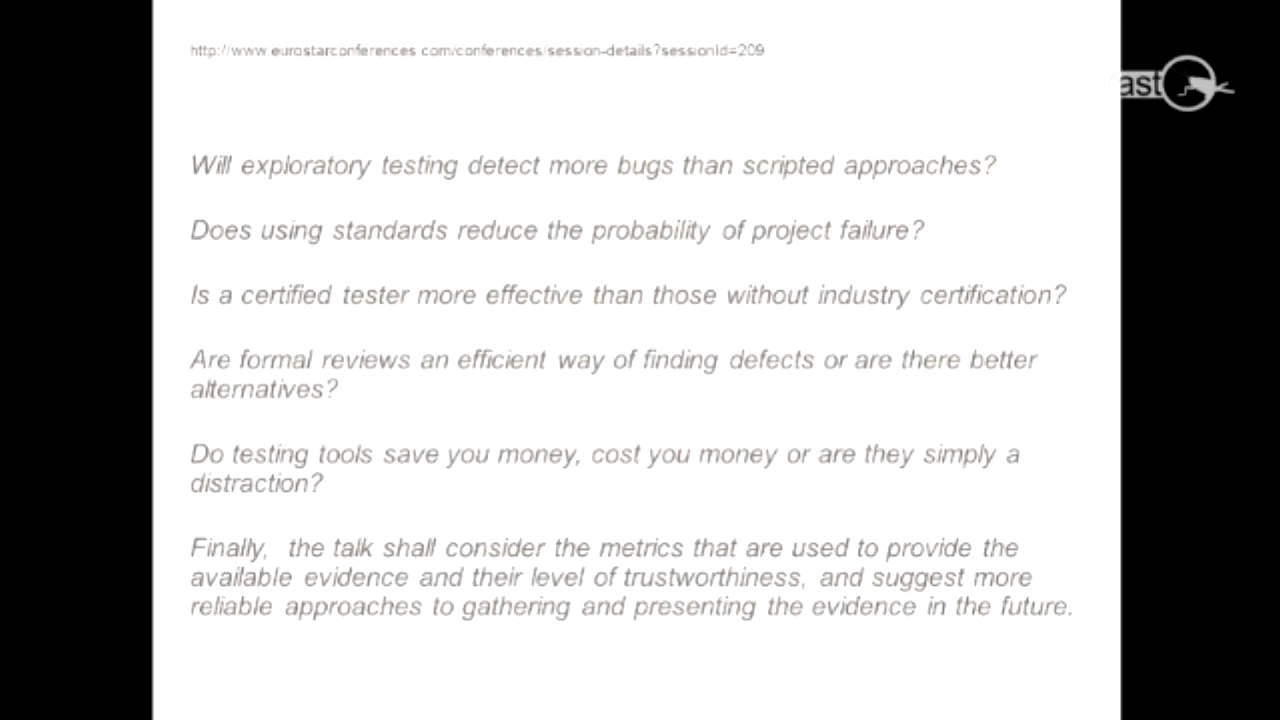 http://www.eurostarconferences.com/conferences/session-details?sessionId=209
ast
Will exploratory testing detect more bugs than scripted approaches?
Does using standards reduce the probability of project failure?
Is a certified tester more effective than those without industry certification?
Are formal reviews an efficient way of finding defects or are there better
alternatives?
Do testing tools save you money, cost you money or are they simply a
distraction?
Finally, the talk shall consider the metrics that are used to provide the
available evidence and their level of trustworthiness, and suggest more
reliable approaches to gathering and presenting the evidence in the future.